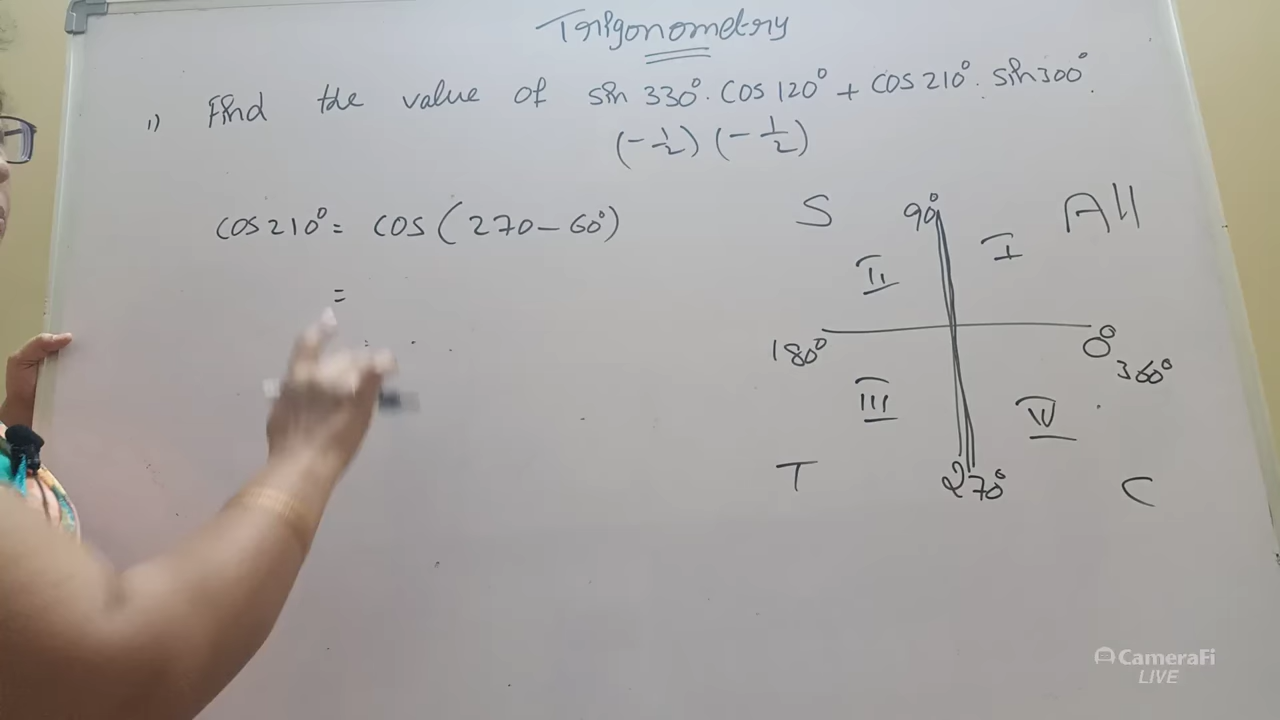 Trigonometry
1) Find the value of sin 330°. cos 120° + cos 210°. sin 300°.
(-1/2) (-1/2)
cos 210° = cos (270 - 60°)
=
S 90° All
II I
180° 0° 360°
III IV
T 270° C
CameraFi
LIVE